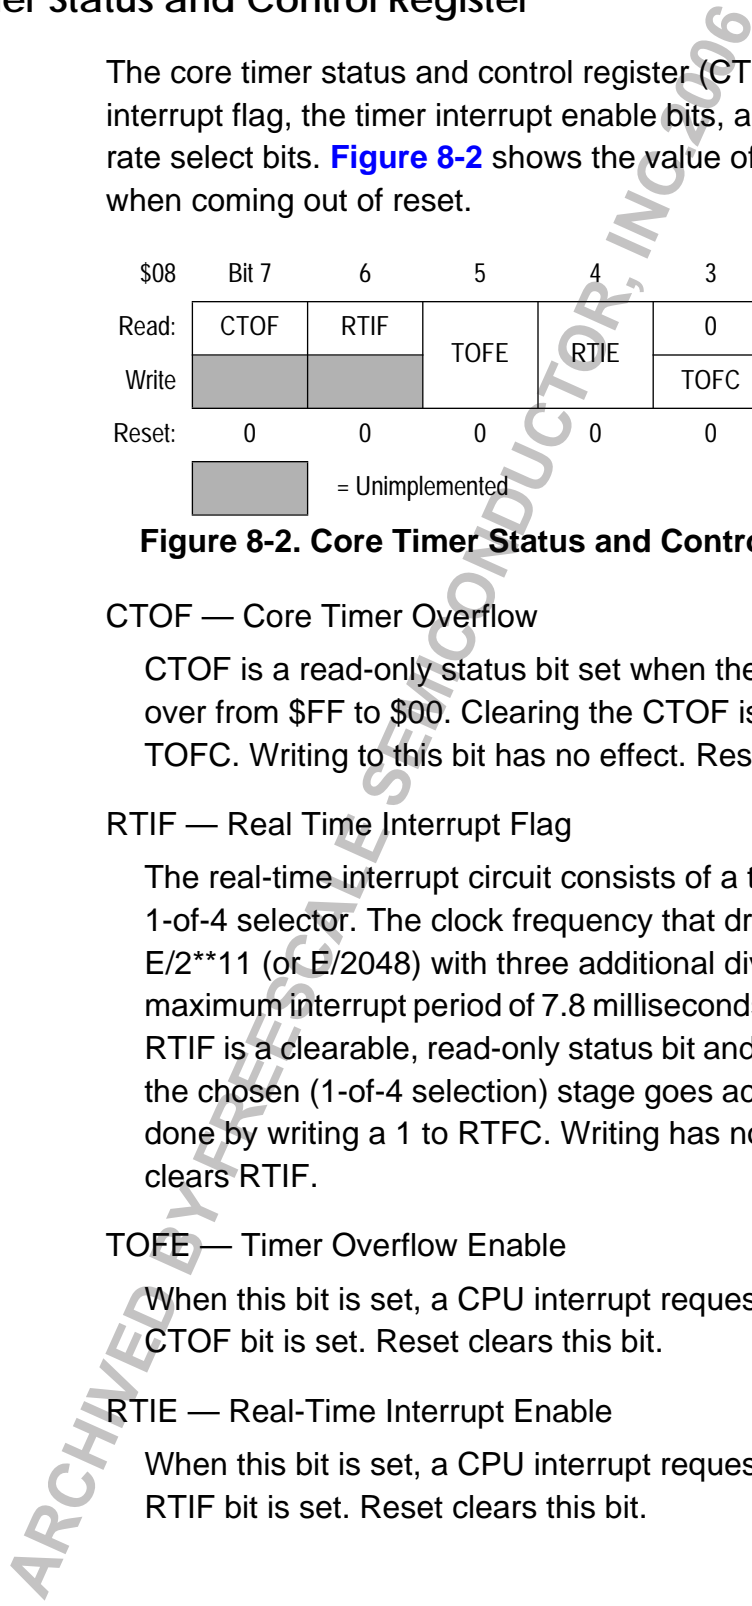 er Status and Control Register
The core timer status and control register (CT
interrupt flag, the timer interrupt enable bits, a
rate select bits. Figure 8-2 shows the value of
when coming out of reset.
$08 Bit 7 6 5 4 3
Read: CTOF RTIF TOFE RTIE 0
Write TOFC
Reset: 0 0 0 0 0
= Unimplemented
Figure 8-2. Core Timer Status and Contro
CTOF — Core Timer Overflow
CTOF is a read-only status bit set when the
over from $FF to $00. Clearing the CTOF is
TOFC. Writing to this bit has no effect. Res
RTIF — Real Time Interrupt Flag
The real-time interrupt circuit consists of a t
1-of-4 selector. The clock frequency that dr
E/2**11 (or E/2048) with three additional div
maximum interrupt period of 7.8 milliseconds
RTIF is a clearable, read-only status bit and
the chosen (1-of-4 selection) stage goes ac
done by writing a 1 to RTFC. Writing has no
clears RTIF.
TOFE — Timer Overflow Enable
When this bit is set, a CPU interrupt reques
CTOF bit is set. Reset clears this bit.
RTIE — Real-Time Interrupt Enable
When this bit is set, a CPU interrupt reques
RTIF bit is set. Reset clears this bit.
ARCHIVED BY FREESCALE SEMICONDUCTOR, INC.2006